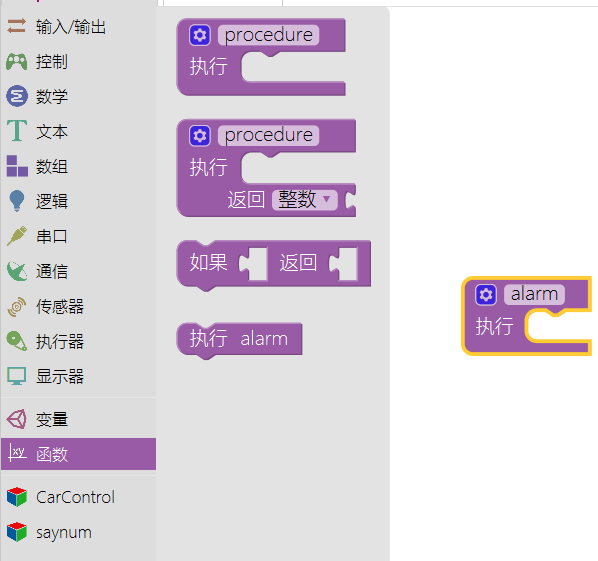 输入/输出
控制
数学
文本
数组
逻辑
串口
通信
传感器
执行器
显示器
变量
xy 函数
CarControl
saynum
procedure
执行
procedure
执行
返回 整数
如果 返回
执行 alarm
alarm
执行